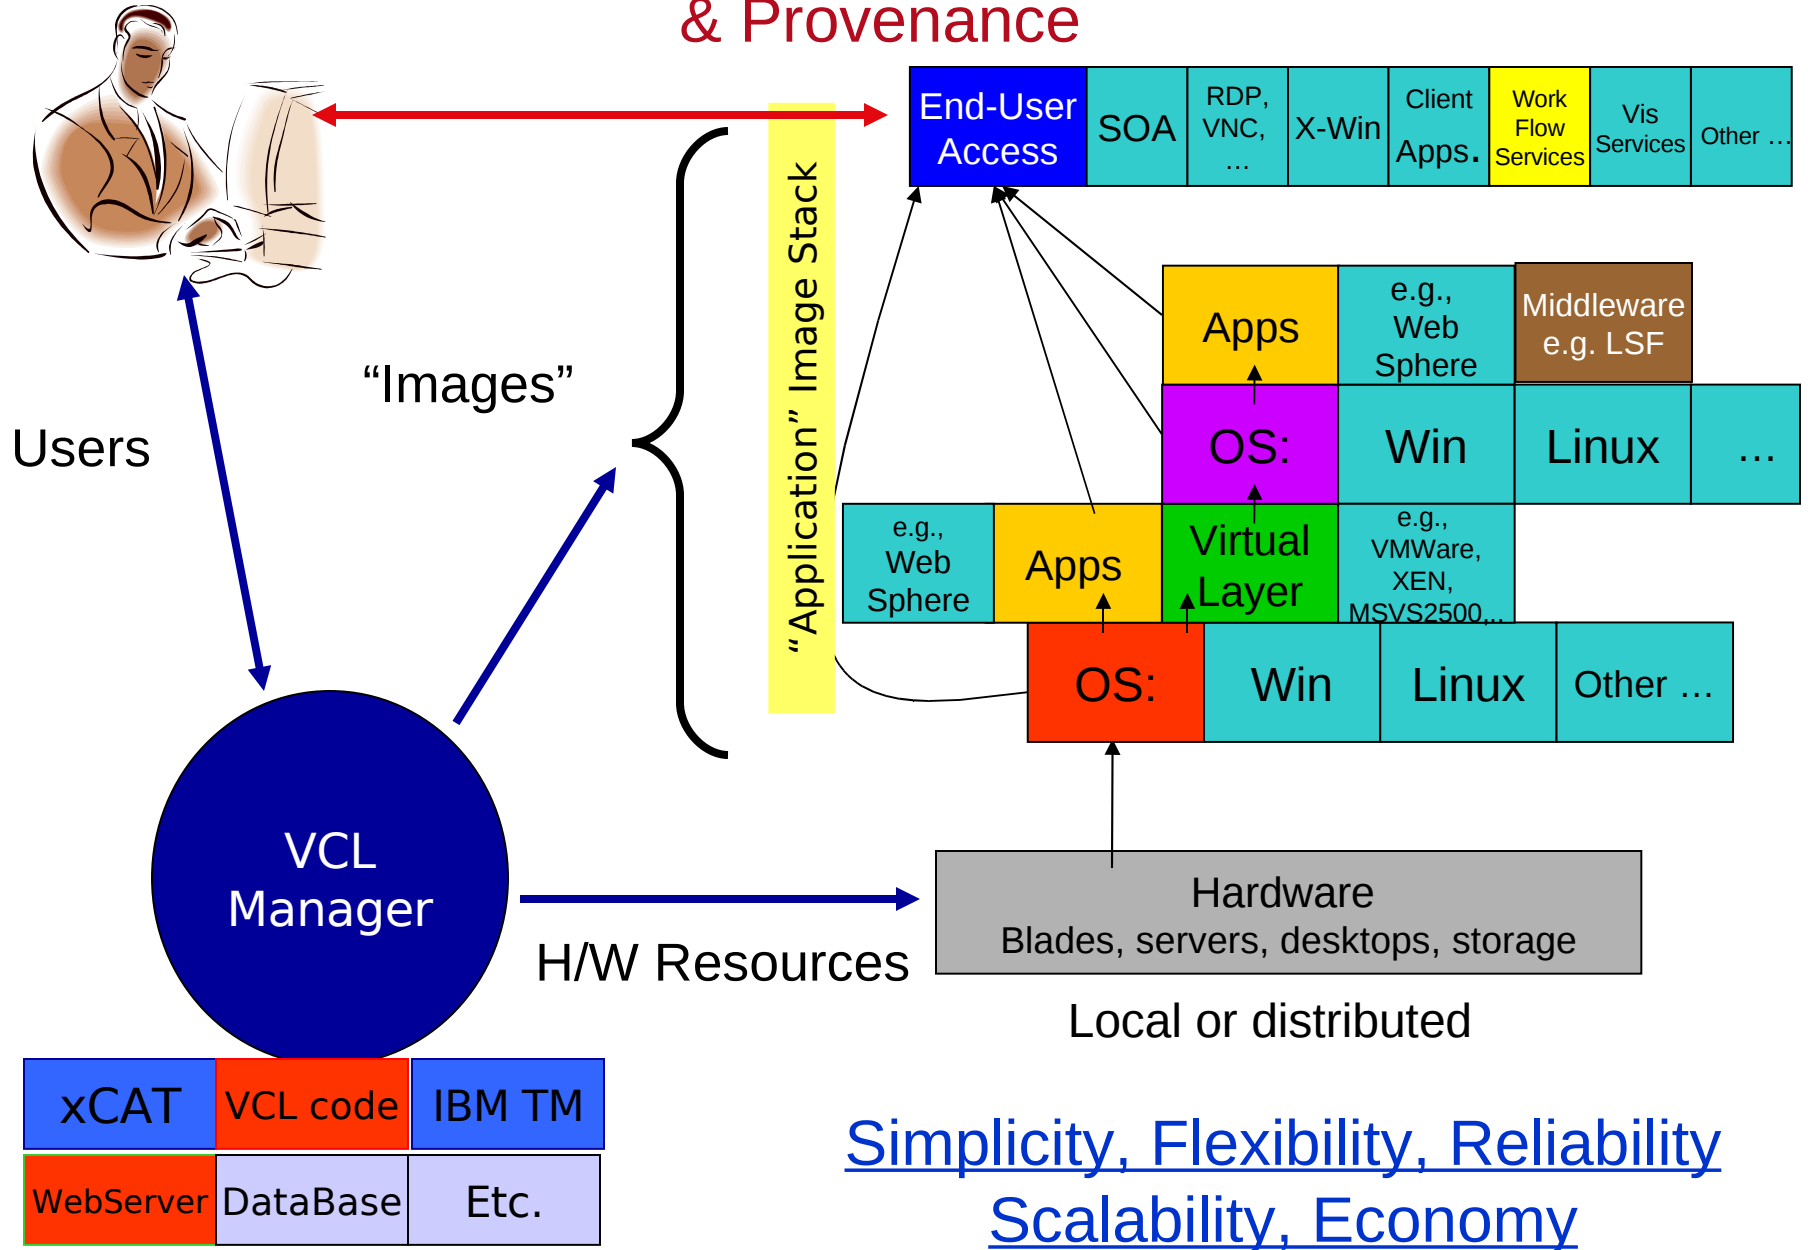 & Provenance
End-User
Access
SOA
RDP,
VNC,
…
X-Win
Client
Apps.
Work
Flow
Services
Vis
Services
Other …
"Application" Image Stack
“Images”
Users
Apps
e.g.,
Web
Sphere
Middleware
e.g. LSF
OS:
Win
Linux
…
e.g.,
Web
Sphere
Apps
Virtual
Layer
e.g.,
VMWare,
XEN,
MSVS2500,..
OS:
Win
Linux
Other …
VCL
Manager
Hardware
Blades, servers, desktops, storage
H/W Resources
Local or distributed
xCAT
VCL code
IBM TM
WebServer
DataBase
Etc.
Simplicity, Flexibility, Reliability
Scalability, Economy